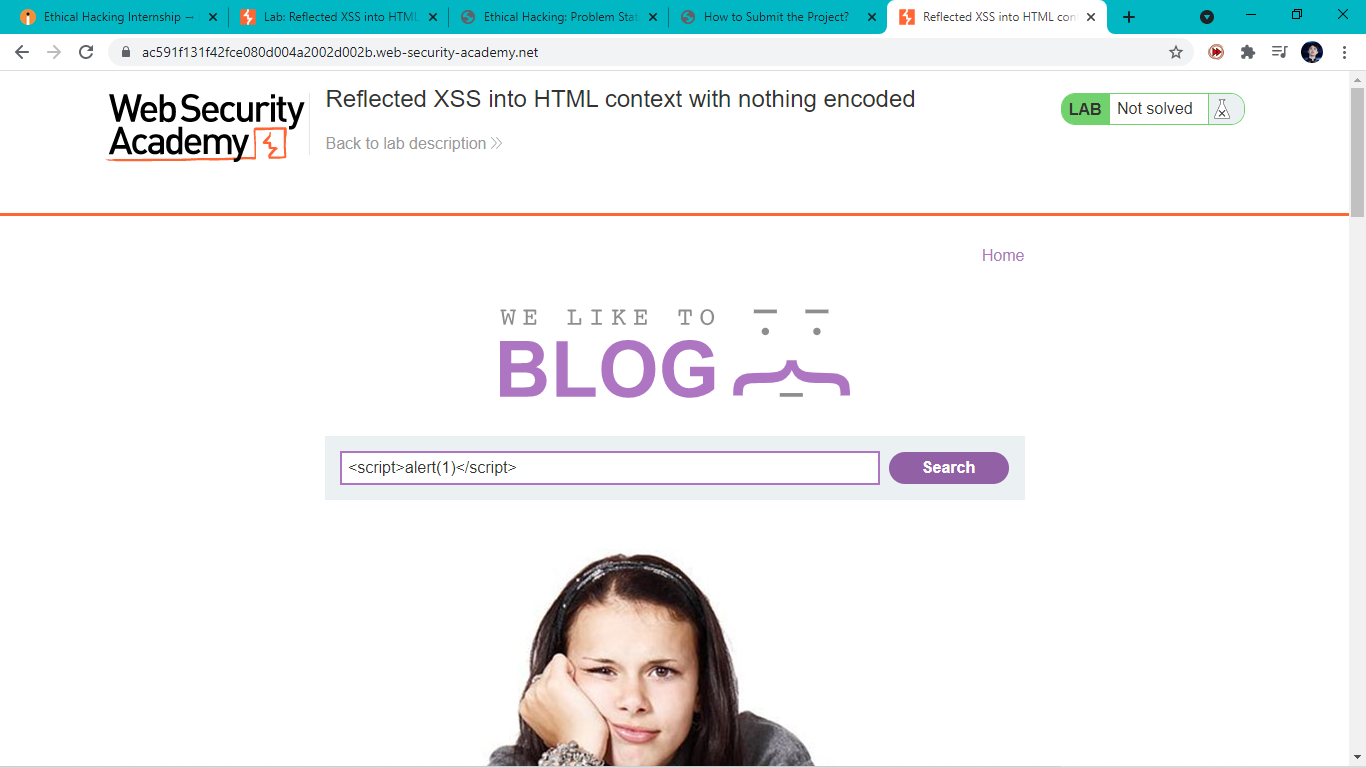 Ethical Hacking Internship —
Lab: Reflected XSS into HTML
Ethical Hacking: Problem Stat
How to Submit the Project?
Reflected XSS into HTML con
ac591f131f42fce080d004a2002d002b.web-security-academy.net
Web Security
Academy
Reflected XSS into HTML context with nothing encoded
Back to lab description
LAB Not solved
Home
WE LIKE TO
BLOG
<script>alert(1)</script>
Search